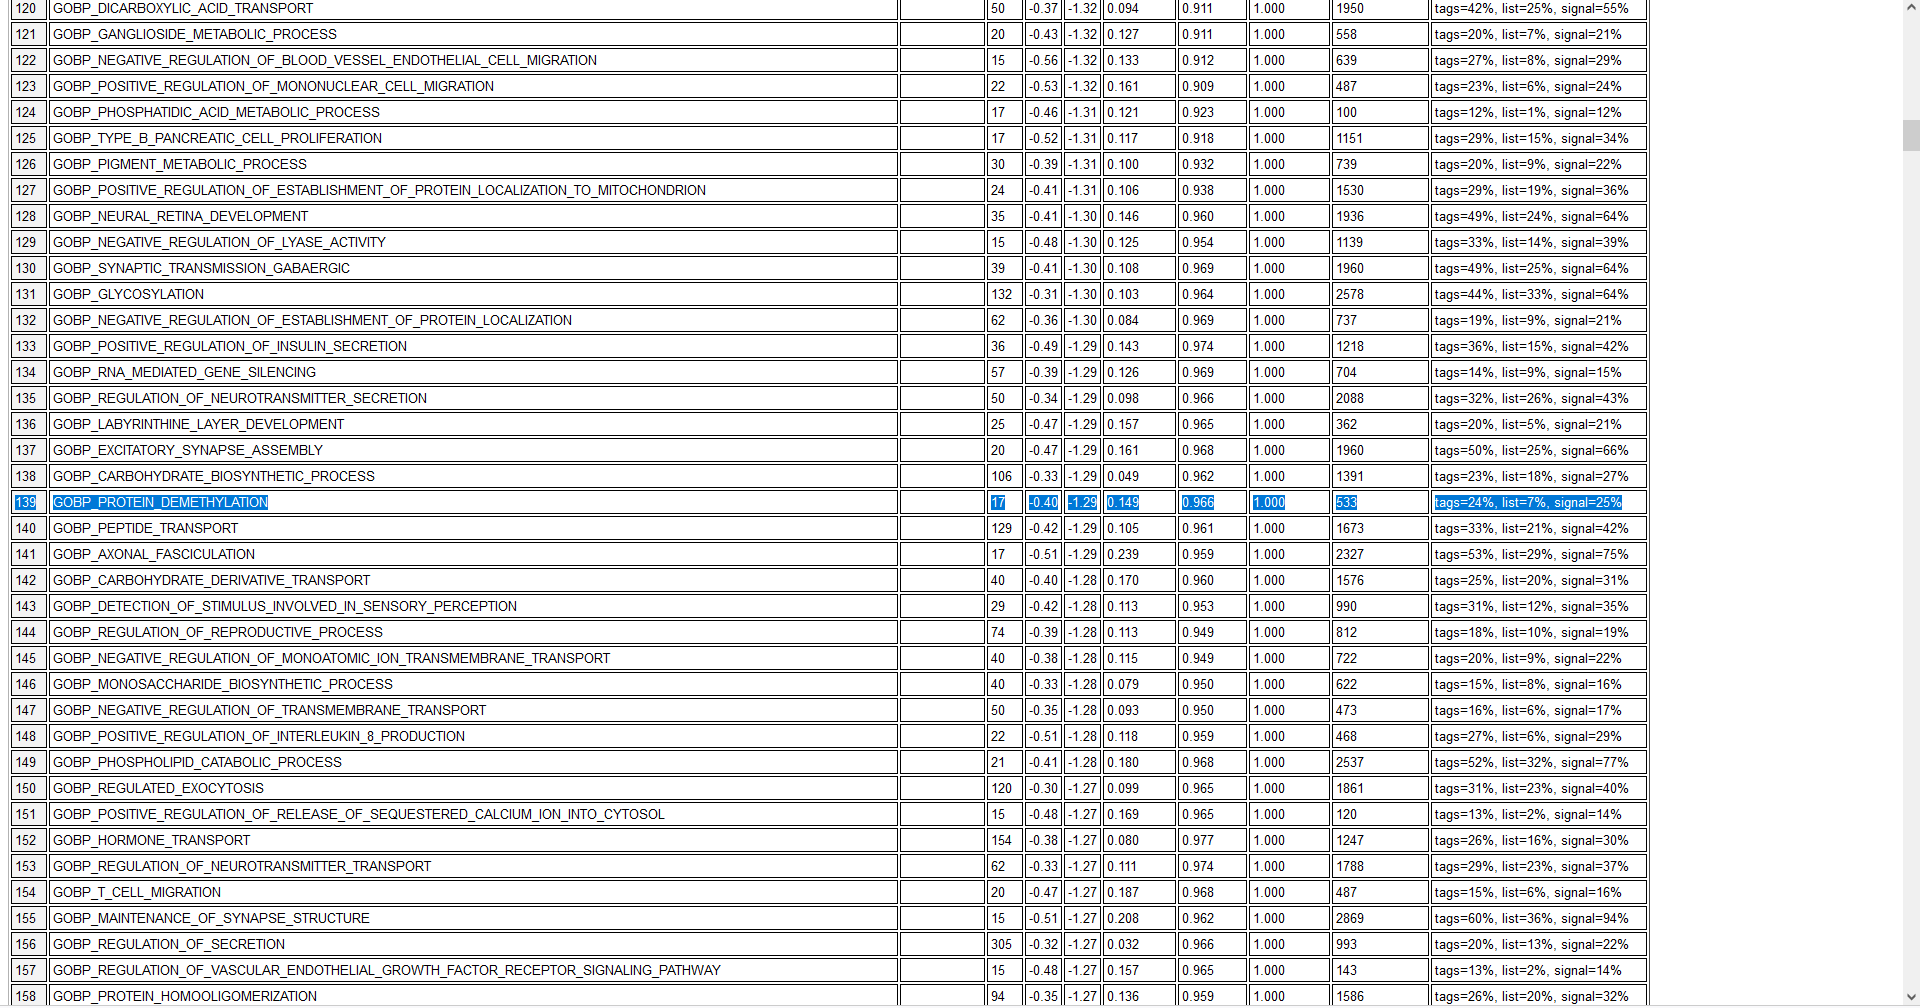 120 GOBP_DICARBOXYLIC_ACID_TRANSPORT 50 -0.37 -1.32 0.094 0.911 1.000 1950 tags=42%, list=25%, signal=55%
121 GOBP_GANGLIOSIDE_METABOLIC_PROCESS 20 -0.43 -1.32 0.127 0.911 1.000 558 tags=20%, list=7%, signal=21%
122 GOBP_NEGATIVE_REGULATION_OF_BLOOD_VESSEL_ENDOTHELIAL_CELL_MIGRATION 15 -0.56 -1.32 0.133 0.912 1.000 639 tags=27%, list=8%, signal=29%
123 GOBP_POSITIVE_REGULATION_OF_MONONUCLEAR_CELL_MIGRATION 22 -0.53 -1.32 0.161 0.909 1.000 487 tags=23%, list=6%, signal=24%
124 GOBP_PHOSPHATIDIC_ACID_METABOLIC_PROCESS 17 -0.46 -1.31 0.121 0.923 1.000 100 tags=12%, list=1%, signal=12%
125 GOBP_TYPE_B_PANCREATIC_CELL_PROLIFERATION 17 -0.52 -1.31 0.117 0.918 1.000 1151 tags=29%, list=15%, signal=34%
126 GOBP_PIGMENT_METABOLIC_PROCESS 30 -0.39 -1.31 0.100 0.932 1.000 739 tags=20%, list=9%, signal=22%
127 GOBP_POSITIVE_REGULATION_OF_ESTABLISHMENT_OF_PROTEIN_LOCALIZATION_TO_MITOCHONDRION 24 -0.41 -1.31 0.106 0.938 1.000 1530 tags=29%, list=19%, signal=36%
128 GOBP_NEURAL_RETINA_DEVELOPMENT 35 -0.41 -1.30 0.146 0.960 1.000 1936 tags=49%, list=24%, signal=64%
129 GOBP_NEGATIVE_REGULATION_OF_LYASE_ACTIVITY 15 -0.48 -1.30 0.125 0.954 1.000 1139 tags=33%, list=14%, signal=39%
130 GOBP_SYNAPTIC_TRANSMISSION_GABAERGIC 39 -0.41 -1.30 0.108 0.969 1.000 1960 tags=49%, list=25%, signal=64%
131 GOBP_GLYCOSYLATION 132 -0.31 -1.30 0.103 0.964 1.000 2578 tags=44%, list=33%, signal=64%
132 GOBP_NEGATIVE_REGULATION_OF_ESTABLISHMENT_OF_PROTEIN_LOCALIZATION 62 -0.36 -1.30 0.084 0.969 1.000 737 tags=19%, list=9%, signal=21%
133 GOBP_POSITIVE_REGULATION_OF_INSULIN_SECRETION 36 -0.49 -1.29 0.143 0.974 1.000 1218 tags=36%, list=15%, signal=42%
134 GOBP_RNA_MEDIATED_GENE_SILENCING 57 -0.39 -1.29 0.126 0.969 1.000 704 tags=14%, list=9%, signal=15%
135 GOBP_REGULATION_OF_NEUROTRANSMITTER_SECRETION 50 -0.34 -1.29 0.098 0.966 1.000 2088 tags=32%, list=26%, signal=43%
136 GOBP_LABYRINTHINE_LAYER_DEVELOPMENT 25 -0.47 -1.29 0.157 0.965 1.000 362 tags=20%, list=5%, signal=21%
137 GOBP_EXCITATORY_SYNAPSE_ASSEMBLY 20 -0.47 -1.29 0.161 0.968 1.000 1960 tags=50%, list=25%, signal=66%
138 GOBP_CARBOHYDRATE_BIOSYNTHETIC_PROCESS 106 -0.33 -1.29 0.049 0.962 1.000 1391 tags=23%, list=18%, signal=27%
139 GOBP_PROTEIN_DEMETHYLATION 17 -0.40 -1.29 0.149 0.966 1.000 533 tags=24%, list=7%, signal=25%
140 GOBP_PEPTIDE_TRANSPORT 129 -0.42 -1.29 0.105 0.961 1.000 1673 tags=33%, list=21%, signal=42%
141 GOBP_AXONAL_FASCICULATION 17 -0.51 -1.29 0.239 0.959 1.000 2327 tags=53%, list=29%, signal=75%
142 GOBP_CARBOHYDRATE_DERIVATIVE_TRANSPORT 40 -0.40 -1.28 0.170 0.960 1.000 1576 tags=25%, list=20%, signal=31%
143 GOBP_DETECTION_OF_STIMULUS_INVOLVED_IN_SENSORY_PERCEPTION 29 -0.42 -1.28 0.113 0.953 1.000 990 tags=31%, list=12%, signal=35%
144 GOBP_REGULATION_OF_REPRODUCTIVE_PROCESS 74 -0.39 -1.28 0.113 0.949 1.000 812 tags=18%, list=10%, signal=19%
145 GOBP_NEGATIVE_REGULATION_OF_MONOATOMIC_ION_TRANSMEMBRANE_TRANSPORT 40 -0.38 -1.28 0.115 0.949 1.000 722 tags=20%, list=9%, signal=22%
146 GOBP_MONOSACCHARIDE_BIOSYNTHETIC_PROCESS 40 -0.33 -1.28 0.079 0.950 1.000 622 tags=15%, list=8%, signal=16%
147 GOBP_NEGATIVE_REGULATION_OF_TRANSMEMBRANE_TRANSPORT 50 -0.35 -1.28 0.093 0.950 1.000 473 tags=16%, list=6%, signal=17%
148 GOBP_POSITIVE_REGULATION_OF_INTERLEUKIN_8_PRODUCTION 22 -0.51 -1.28 0.118 0.959 1.000 468 tags=27%, list=6%, signal=29%
149 GOBP_PHOSPHOLIPID_CATABOLIC_PROCESS 21 -0.41 -1.28 0.180 0.968 1.000 2537 tags=52%, list=32%, signal=77%
150 GOBP_REGULATED_EXOCYTOSIS 120 -0.30 -1.27 0.099 0.965 1.000 1861 tags=31%, list=23%, signal=40%
151 GOBP_POSITIVE_REGULATION_OF_RELEASE_OF_SEQUESTERED_CALCIUM_ION_INTO_CYTOSOL 15 -0.48 -1.27 0.169 0.965 1.000 120 tags=13%, list=2%, signal=14%
152 GOBP_HORMONE_TRANSPORT 154 -0.38 -1.27 0.080 0.977 1.000 1247 tags=26%, list=16%, signal=30%
153 GOBP_REGULATION_OF_NEUROTRANSMITTER_TRANSPORT 62 -0.33 -1.27 0.111 0.974 1.000 1788 tags=29%, list=23%, signal=37%
154 GOBP_T_CELL_MIGRATION 20 -0.47 -1.27 0.187 0.968 1.000 487 tags=15%, list=6%, signal=16%
155 GOBP_MAINTENANCE_OF_SYNAPSE_STRUCTURE 15 -0.51 -1.27 0.208 0.962 1.000 2869 tags=60%, list=36%, signal=94%
156 GOBP_REGULATION_OF_SECRETION 305 -0.32 -1.27 0.032 0.966 1.000 993 tags=20%, list=13%, signal=22%
157 GOBP_REGULATION_OF_VASCULAR_ENDOTHELIAL_GROWTH_FACTOR_RECEPTOR_SIGNALING_PATHWAY 15 -0.48 -1.27 0.157 0.965 1.000 143 tags=13%, list=2%, signal=14%
158 GOBP_PROTEIN_HOMOOLIGOMERIZATION 94 -0.35 -1.27 0.136 0.959 1.000 1586 tags=26%, list=20%, signal=32%